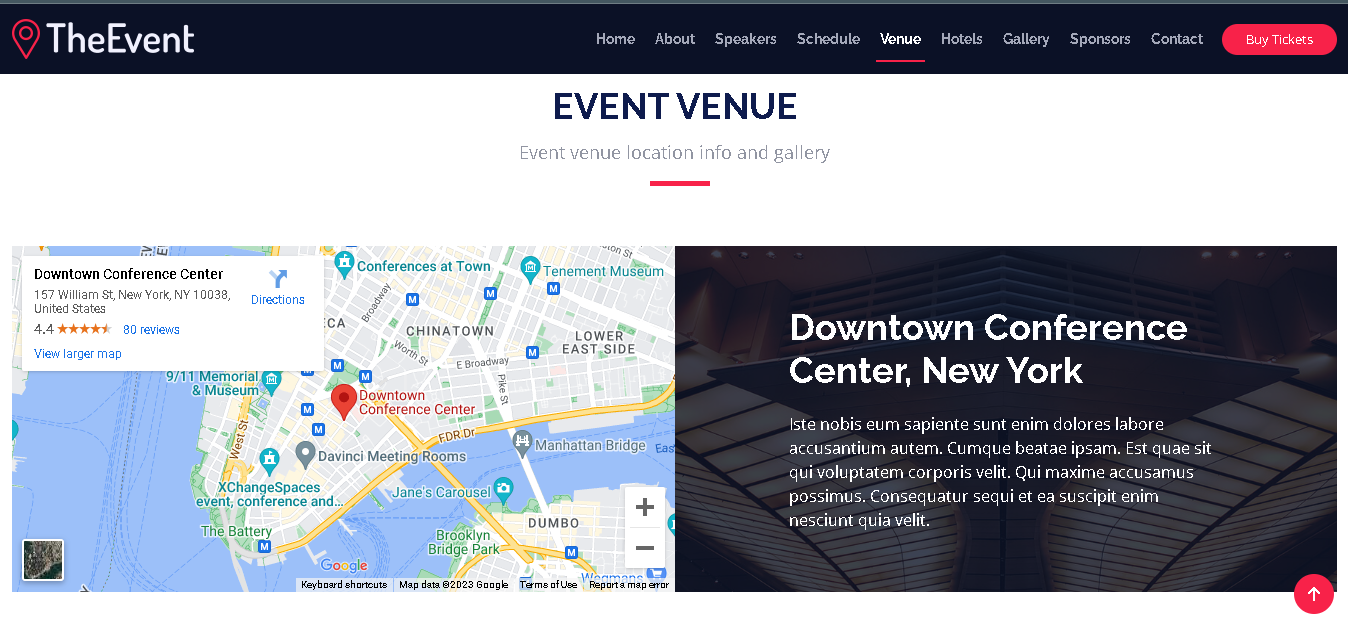 TheEvent
Home About Speakers Schedule Venue Hotels Gallery Sponsors Contact Buy Tickets
EVENT VENUE
Event venue location info and gallery
Downtown Conference Center
157 William St, New York, NY 10038,
United States
Directions
4.4 80 reviews
View larger map
Conferences at Town
Tenement Museum
Broadway
ECA
CHINATOWN
LOWER
EAST SIDE
Worth St
E Broadway
Pike St
9/11 Memorial
& Museum
Downtown
Conference Center
West St
FDR Dr
Manhattan Bridge
East
Davinci Meeting Rooms
XChangeSpaces
event, conference and...
Jane's Carousel
The Battery
DUMBO
Brooklyn
Bridge Park
Wegmans
Google
Keyboard shortcuts Map data ©2023 Google Terms of Use Report a map error
M
M
M
M
M
M
M
M
M
M
Downtown Conference
Center, New York
Iste nobis eum sapiente sunt enim dolores labore
accusantium autem. Cumque beatae ipsam. Est quae sit
qui voluptatem corporis velit. Qui maxime accusamus
possimus. Consequatur sequi et ea suscipit enim
nesciunt quia velit.